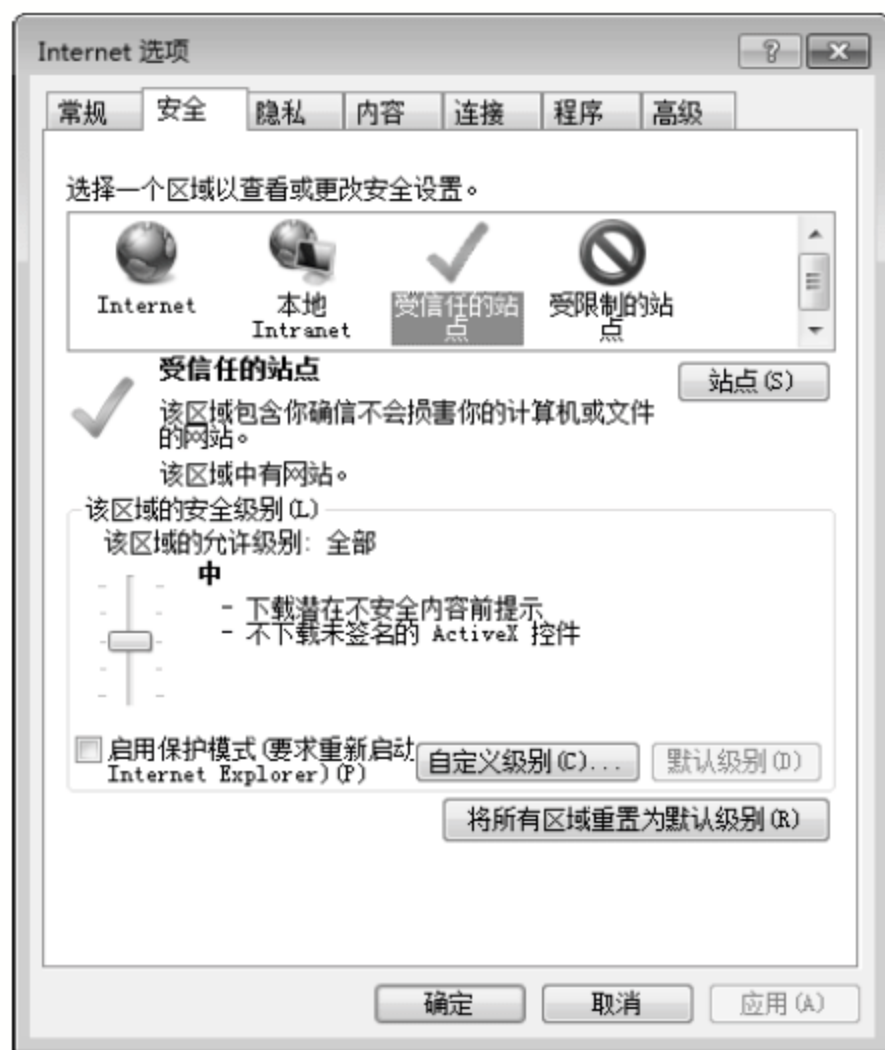 Internet 选项
常规 安全 隐私 内容 连接 程序 高级
选择一个区域以查看或更改安全设置。
Internet
本地
Intranet
受信任的站
点
受限制的站
点
受信任的站点
站点(S)
该区域包含你确信不会损害你的计算机或文件
的网站。
该区域中有网站。
该区域的安全级别(L)
该区域的允许级别: 全部
中
- 下载潜在不安全内容前提示
- 不下载未签名的 ActiveX 控件
启用保护模式(要求重新启动
Internet Explorer)(P)
自定义级别(C)...
默认级别(D)
将所有区域重置为默认级别(R)
确定 取消 应用(A)